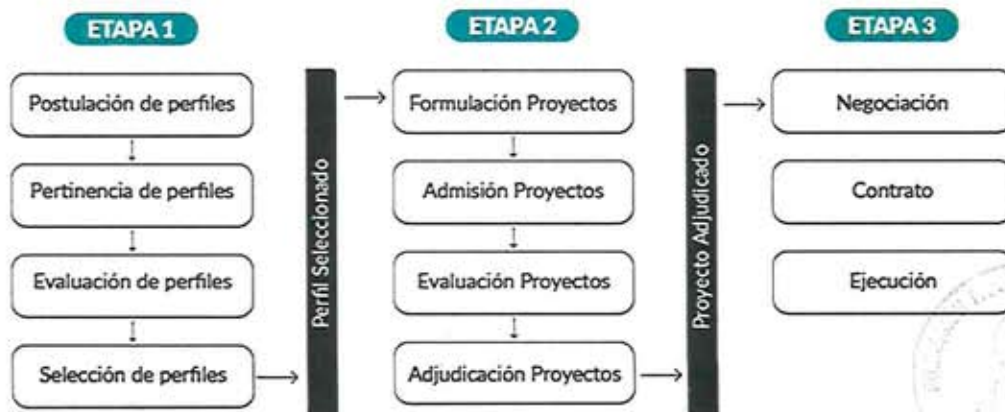 ETAPA 1
Postulación de perfiles
Pertinencia de perfiles
Evaluación de perfiles
Selección de perfiles
Perfil Seleccionado
ETAPA 2
Formulación Proyectos
Admisión Proyectos
Evaluación Proyectos
Adjudicación Proyectos
Proyecto Adjudicado
ETAPA 3
Negociación
Contrato
Ejecución